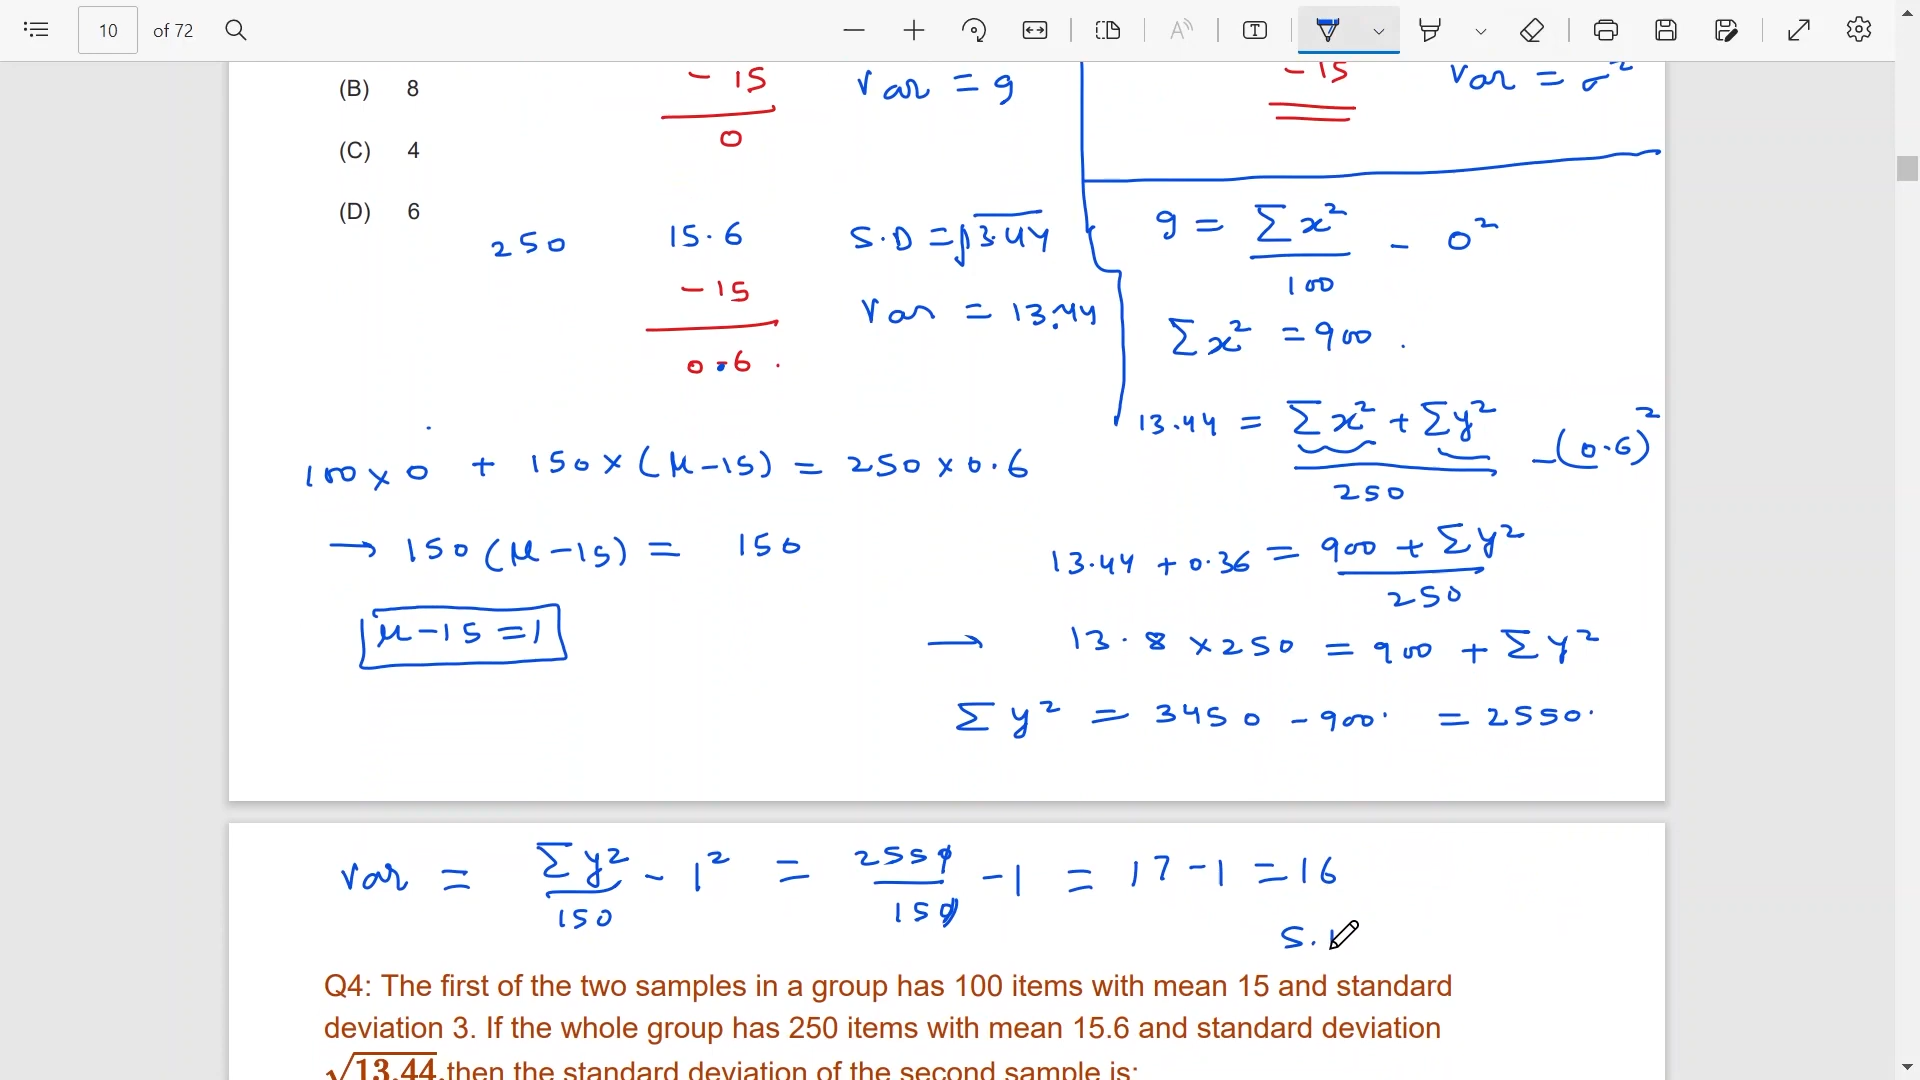 10 of 72
(B) 8 - 15 Var = 9 - 15 Var = σ²
0
(C) 4
(D) 6
250 15.6 S.D = √13.44
- 15 Var = 13.44
0.6 .
9 = Σx²/100 - 0²
Σx² = 900 .
13.44 = (Σx² + Σy²)/250 - (0.6)²
100 x 0 + 150 x (μ-15) = 250 x 0.6
→ 150 (μ-15) = 150
13.44 + 0.36 = (900 + Σy²)/250
μ-15 = 1
→ 13.8 x 250 = 900 + Σy²
Σy² = 3450 - 900 = 2550.
Var = Σy²/150 - 1² = 2550/150 - 1 = 17 - 1 = 16
S.
Q4: The first of the two samples in a group has 100 items with mean 15 and standard
deviation 3. If the whole group has 250 items with mean 15.6 and standard deviation
√13.44,then the standard deviation of the second sample is: